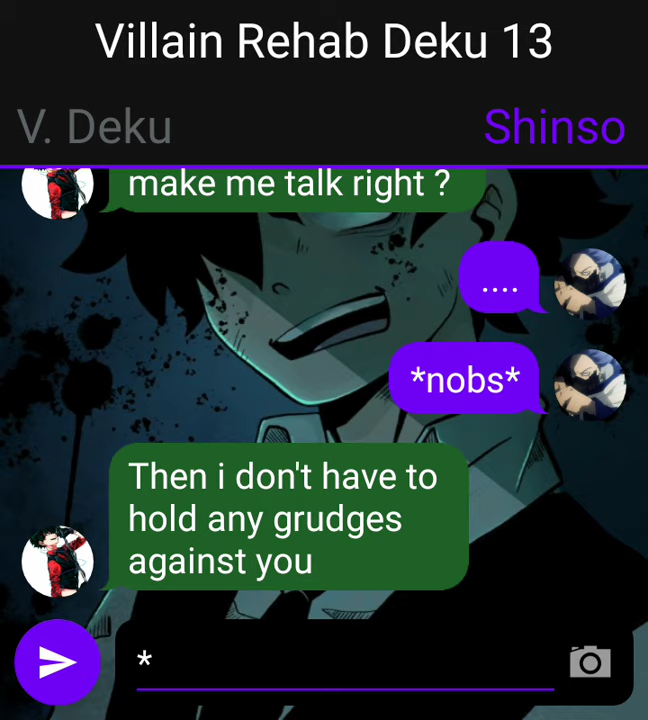 Villain Rehab Deku 13
V. Deku
Shinso
make me talk right ?
....
*nobs*
Then i don't have to
hold any grudges
against you
*